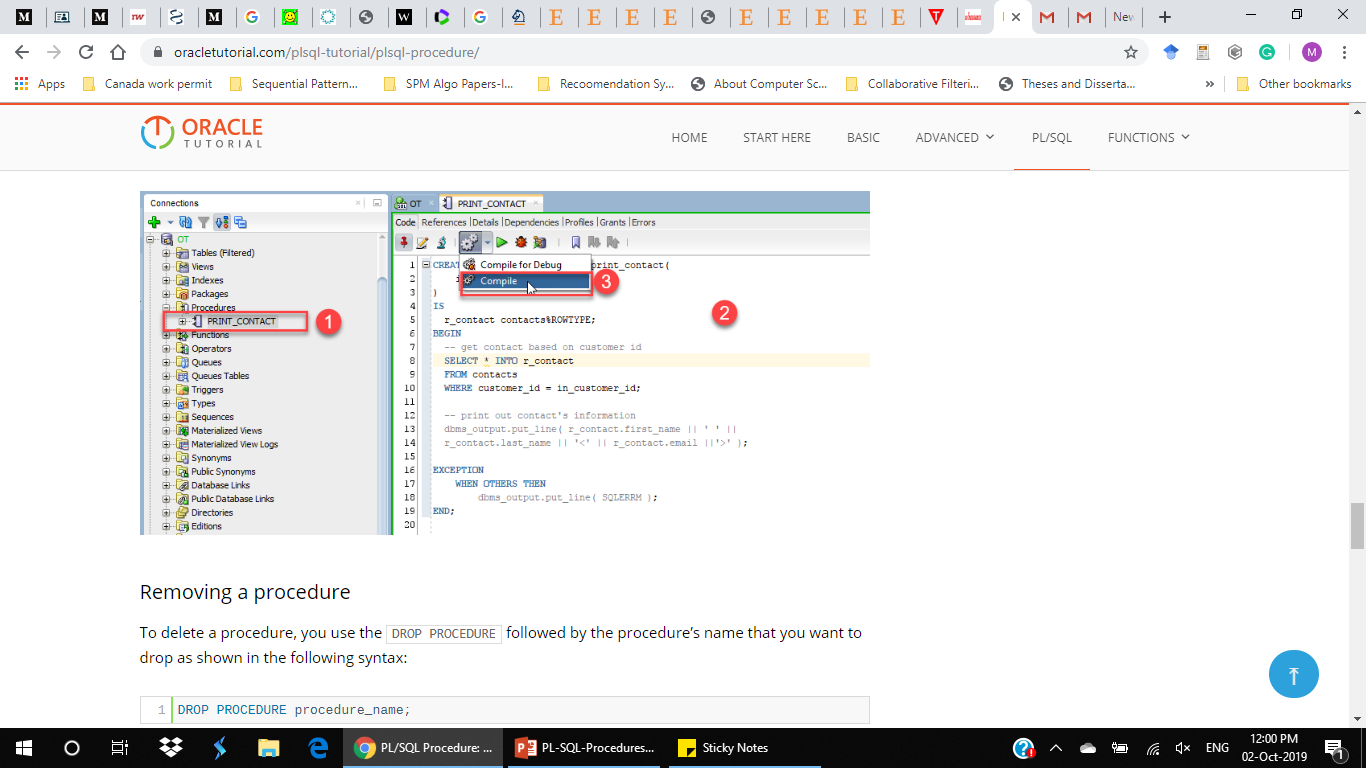 New
oracletutorial.com/plsql-tutorial/plsql-procedure/
M
Apps
Canada work permit
Sequential Pattern...
SPM Algo Papers-I...
Recoomendation Sy...
About Computer Sc...
Collaborative Filteri...
Theses and Disserta...
»
Other bookmarks
ORACLE
TUTORIAL
HOME
START HERE
BASIC
ADVANCED
PL/SQL
FUNCTIONS
Connections
OT
Tables (Filtered)
Views
Indexes
Packages
Procedures
PRINT_CONTACT
1
Functions
Operators
Queues
Queues Tables
Triggers
Types
Sequences
Materialized Views
Materialized View Logs
Synonyms
Public Synonyms
Database Links
Public Database Links
Directories
Editions
OT
PRINT_CONTACT
Code References Details Dependencies Profiles Grants Errors
Compile for Debug
Compile
3
2
1 CREAT print_contact(
2
3 )
4 IS
5 r_contact contacts%ROWTYPE;
6 BEGIN
7 -- get contact based on customer id
8 SELECT * INTO r_contact
9 FROM contacts
10 WHERE customer_id = in_customer_id;
11
12 -- print out contact's information
13 dbms_output.put_line( r_contact.first_name || ' ' ||
14 r_contact.last_name || '<' || r_contact.email ||'>' );
15
16 EXCEPTION
17 WHEN OTHERS THEN
18 dbms_output.put_line( SQLERRM );
19 END;
20
Removing a procedure
To delete a procedure, you use the DROP PROCEDURE followed by the procedure's name that you want to
drop as shown in the following syntax:
1 DROP PROCEDURE procedure_name;
PL/SQL Procedure: ...
PL-SQL-Procedures...
Sticky Notes
ENG
12:00 PM
02-Oct-2019
1